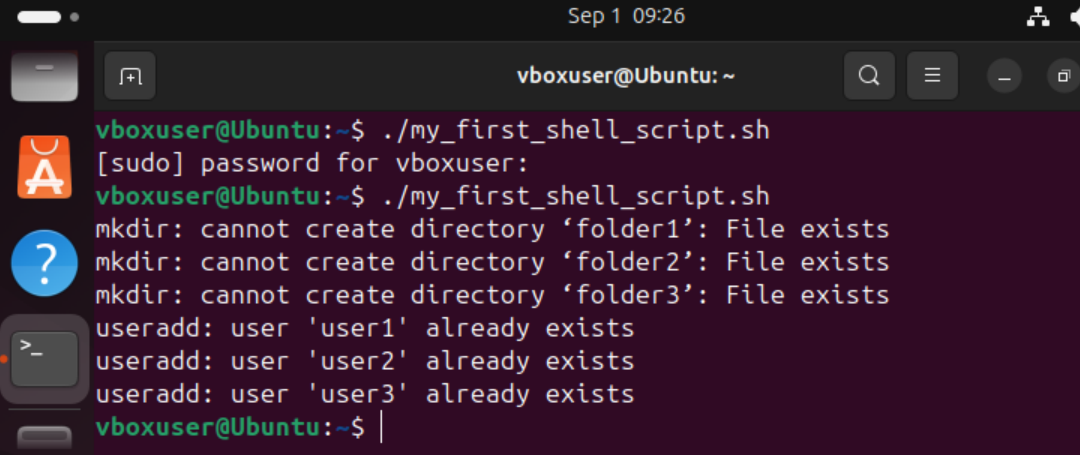 Sep 1 09:26
vboxuser@Ubuntu: ~
vboxuser@Ubuntu:~$ ./my_first_shell_script.sh
[sudo] password for vboxuser:
vboxuser@Ubuntu:~$ ./my_first_shell_script.sh
mkdir: cannot create directory ‘folder1’: File exists
mkdir: cannot create directory ‘folder2’: File exists
mkdir: cannot create directory ‘folder3’: File exists
useradd: user 'user1' already exists
useradd: user 'user2' already exists
useradd: user 'user3' already exists
vboxuser@Ubuntu:~$